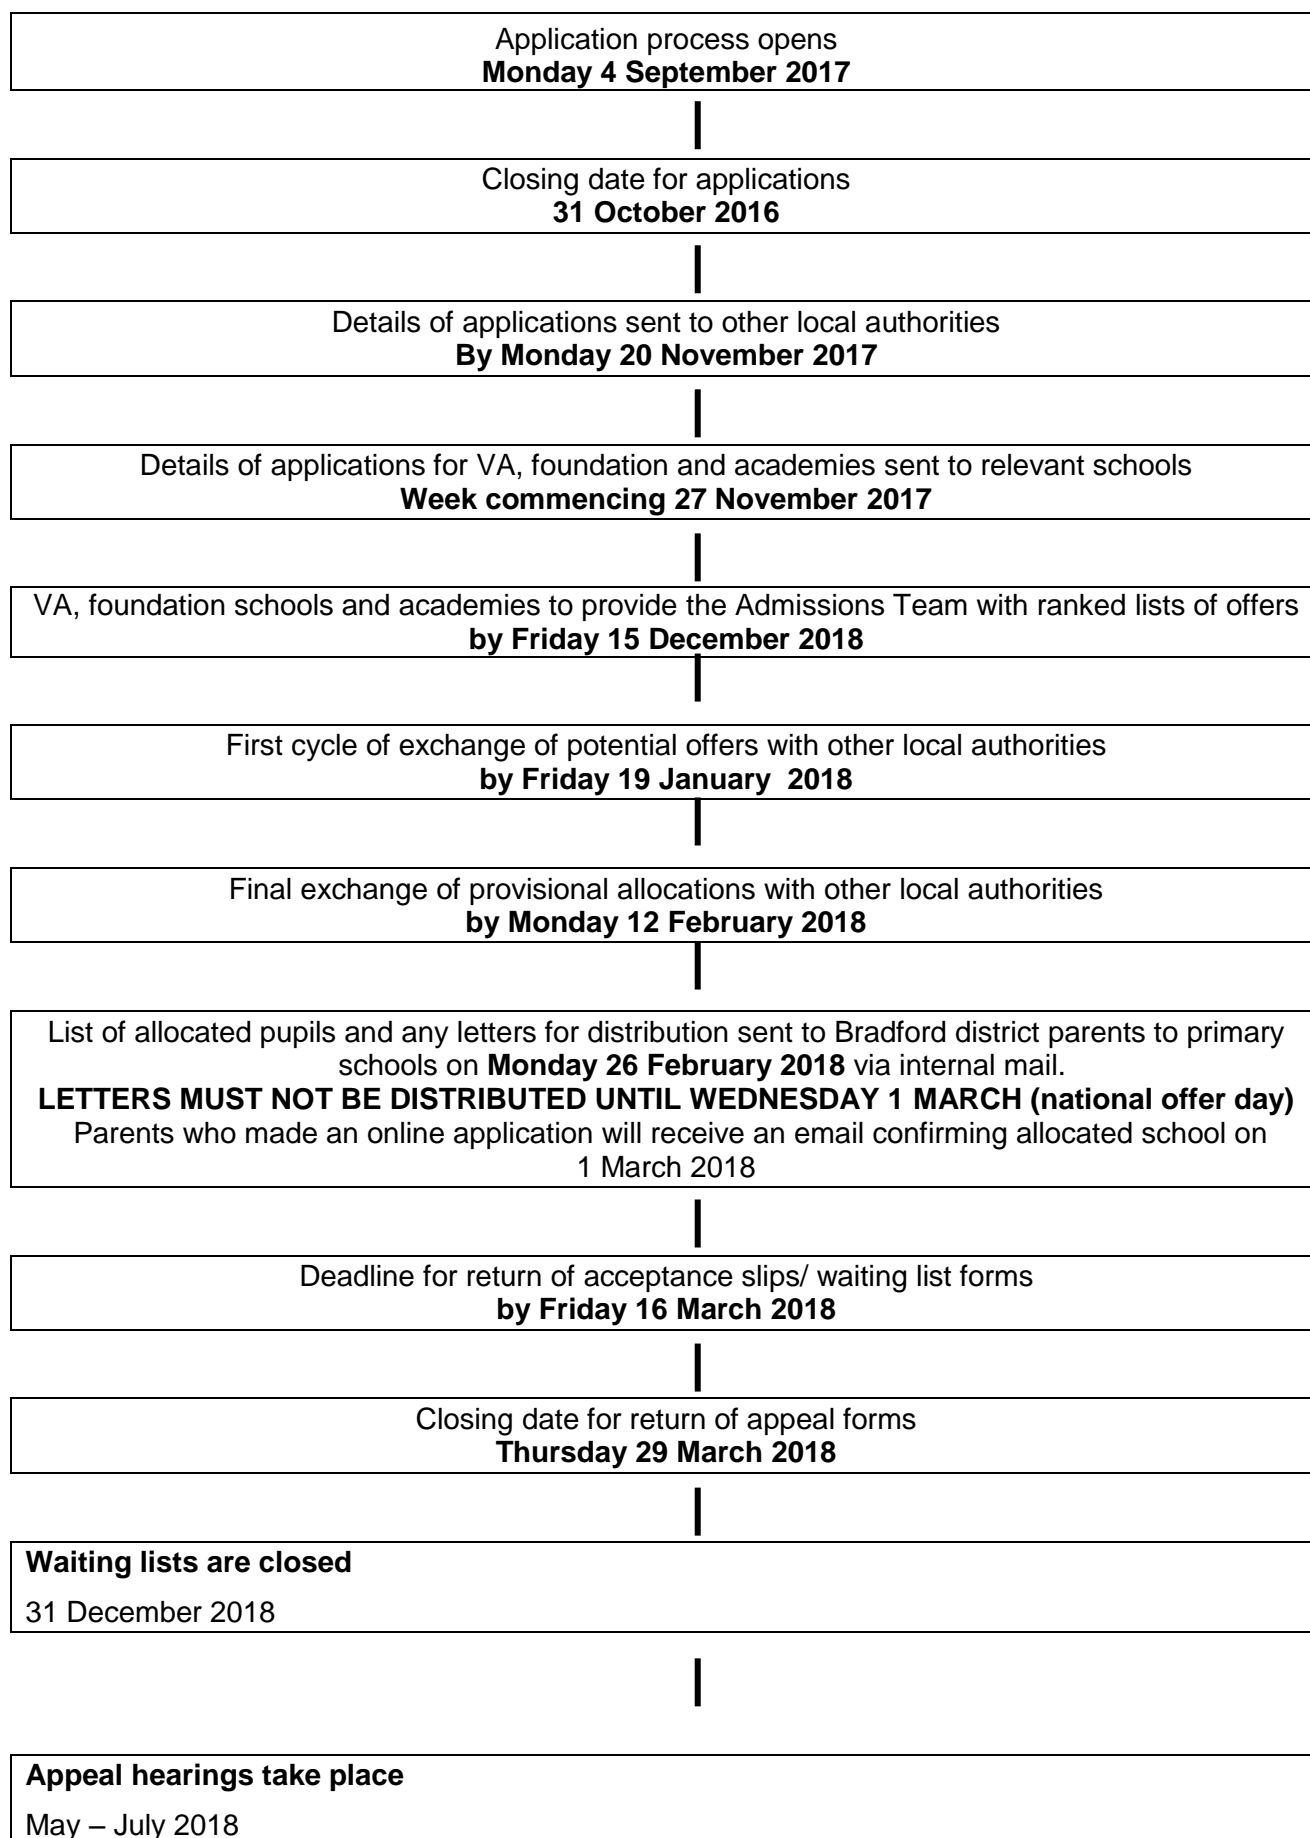 Application process opens
Monday 4 September 2017
Closing date for applications
31 October 2016
Details of applications sent to other local authorities
By Monday 20 November 2017
Details of applications for VA, foundation and academies sent to relevant schools
Week commencing 27 November 2017
VA, foundation schools and academies to provide the Admissions Team with ranked lists of offers
by Friday 15 December 2018
First cycle of exchange of potential offers with other local authorities
by Friday 19 January  2018
Final exchange of provisional allocations with other local authorities
by Monday 12 February 2018
List of allocated pupils and any letters for distribution sent to Bradford district parents to primary
schools on Monday 26 February 2018 via internal mail.
LETTERS MUST NOT BE DISTRIBUTED UNTIL WEDNESDAY 1 MARCH (national offer day)
Parents who made an online application will receive an email confirming allocated school on
1 March 2018
Deadline for return of acceptance slips/ waiting list forms
by Friday 16 March 2018
Closing date for return of appeal forms
Thursday 29 March 2018
Waiting lists are closed
31 December 2018
Appeal hearings take place
May – July 2018